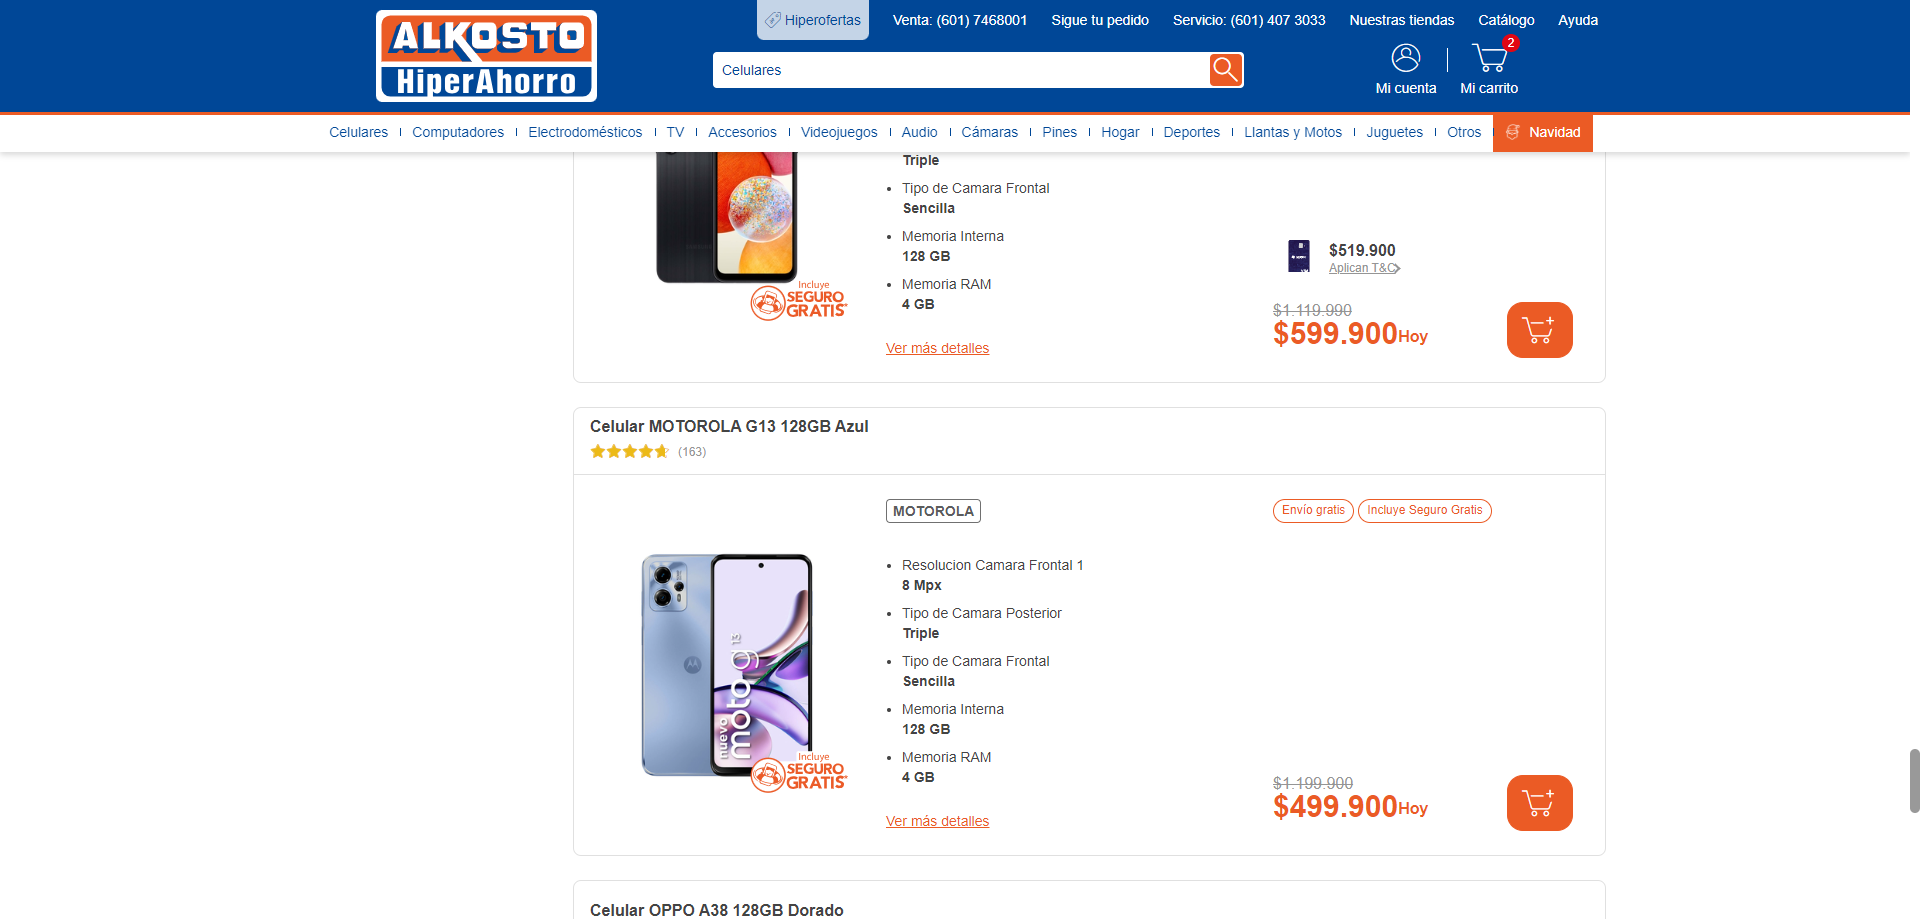 ALKOSTO
HiperAhorro
Hiperofertas
Venta: (601) 7468001
Sigue tu pedido
Servicio: (601) 407 3033
Nuestras tiendas
Catálogo
Ayuda
Celulares
Mi cuenta
2
Mi carrito
Celulares
Computadores
Electrodomésticos
TV
Accesorios
Videojuegos
Audio
Cámaras
Pines
Hogar
Deportes
Llantas y Motos
Juguetes
Otros
Navidad
Triple
Tipo de Camara Frontal
Sencilla
Memoria Interna
128 GB
Memoria RAM
4 GB
Incluye
SEGURO
GRATIS*
Ver más detalles
$519.900
Aplican T&C
$1.119.990
$599.900Hoy
Celular MOTOROLA G13 128GB Azul
(163)
MOTOROLA
Envío gratis
Incluye Seguro Gratis
Resolucion Camara Frontal 1
8 Mpx
Tipo de Camara Posterior
Triple
Tipo de Camara Frontal
Sencilla
Memoria Interna
128 GB
Memoria RAM
4 GB
nuevo
moto g 13
Incluye
SEGURO
GRATIS*
Ver más detalles
$1.199.900
$499.900Hoy
Celular OPPO A38 128GB Dorado